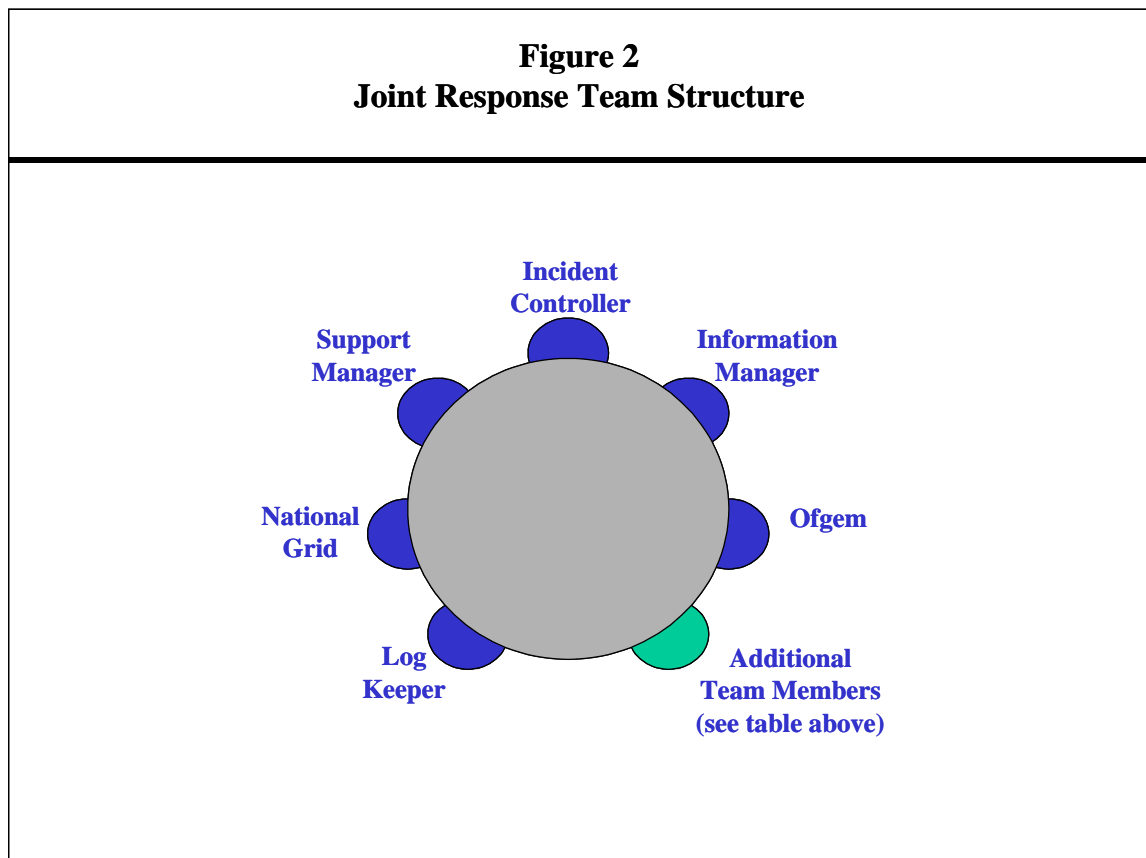 Figure 2
Joint Response Team Structure
Incident
Controller
Support
Manager
Information
Manager
National
Grid
Ofgem
Log
Keeper
Additional
Team Members
(see table above)